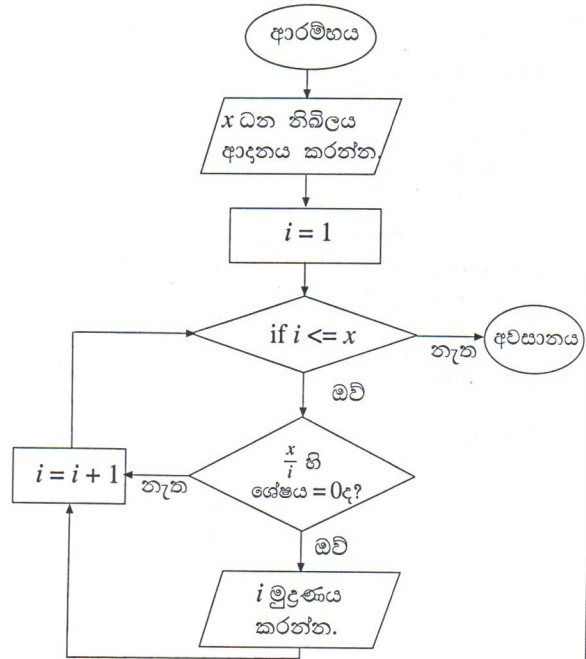 ආරම්භය
x ධන නිඛිලය
ආදානය කරන්න.
i = 1
if i <= x
නැත
අවසානය
ඔව්
x/i හි
ශේෂය = 0ද?
නැත
i = i + 1
ඔව්
i මුද්‍රණය
කරන්න.